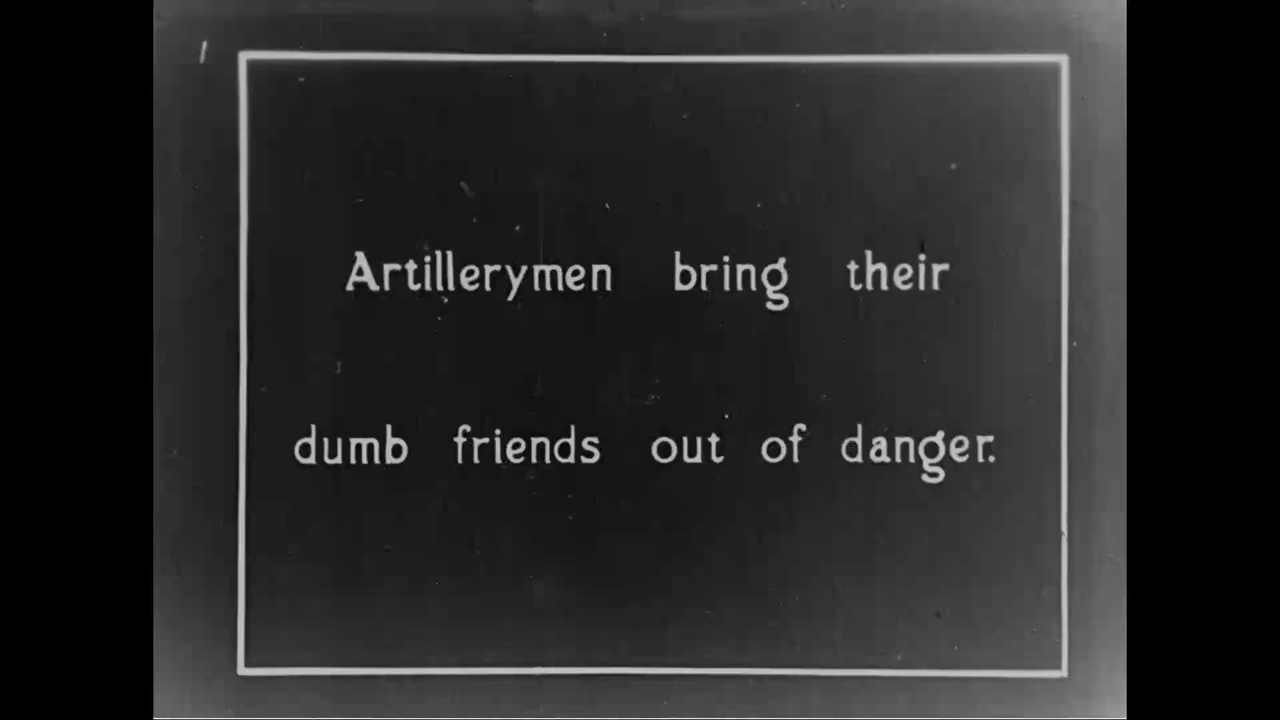 Artillerymen bring their
dumb friends out of danger.